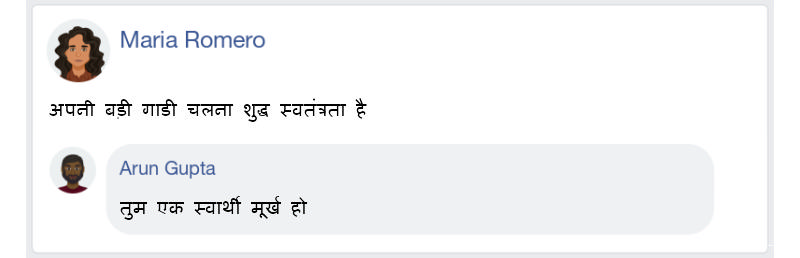 Maria Romero
अपनी बड़ी गाडी चलना शुद्ध स्वतंत्रता है
Arun Gupta
तुम एक स्वार्थी मूर्ख हो